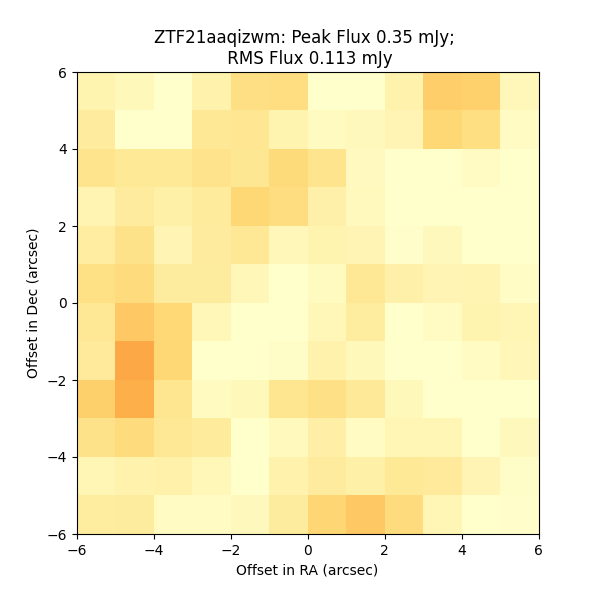 ZTF21aaqizwm: Peak Flux 0.35 mJy;
RMS Flux 0.113 mJy
6
4
2
0
−2
−4
−6
Offset in Dec (arcsec)
−6 −4 −2 0 2 4 6
Offset in RA (arcsec)